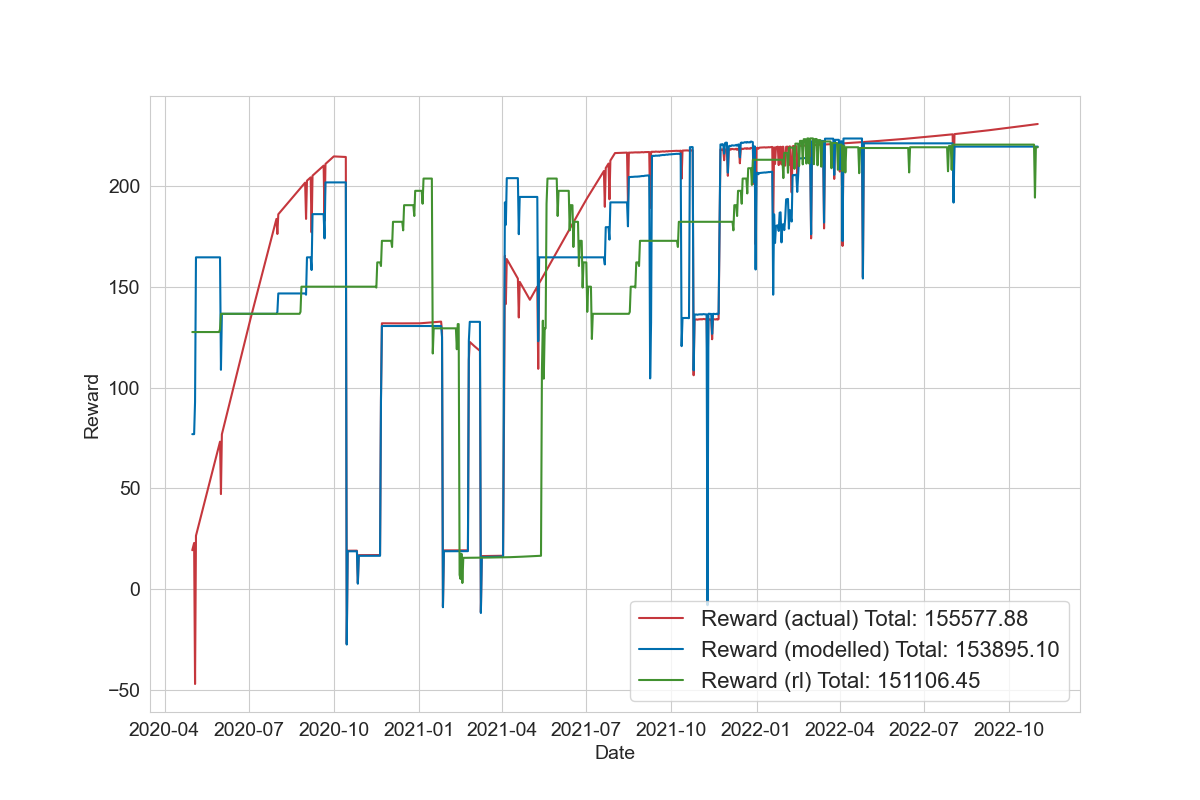 200
150
100
50
0
−50
Reward
Reward (actual) Total: 155577.88
Reward (modelled) Total: 153895.10
Reward (rl) Total: 151106.45
2020-04 2020-07 2020-10 2021-01 2021-04 2021-07 2021-10 2022-01 2022-04 2022-07 2022-10
Date